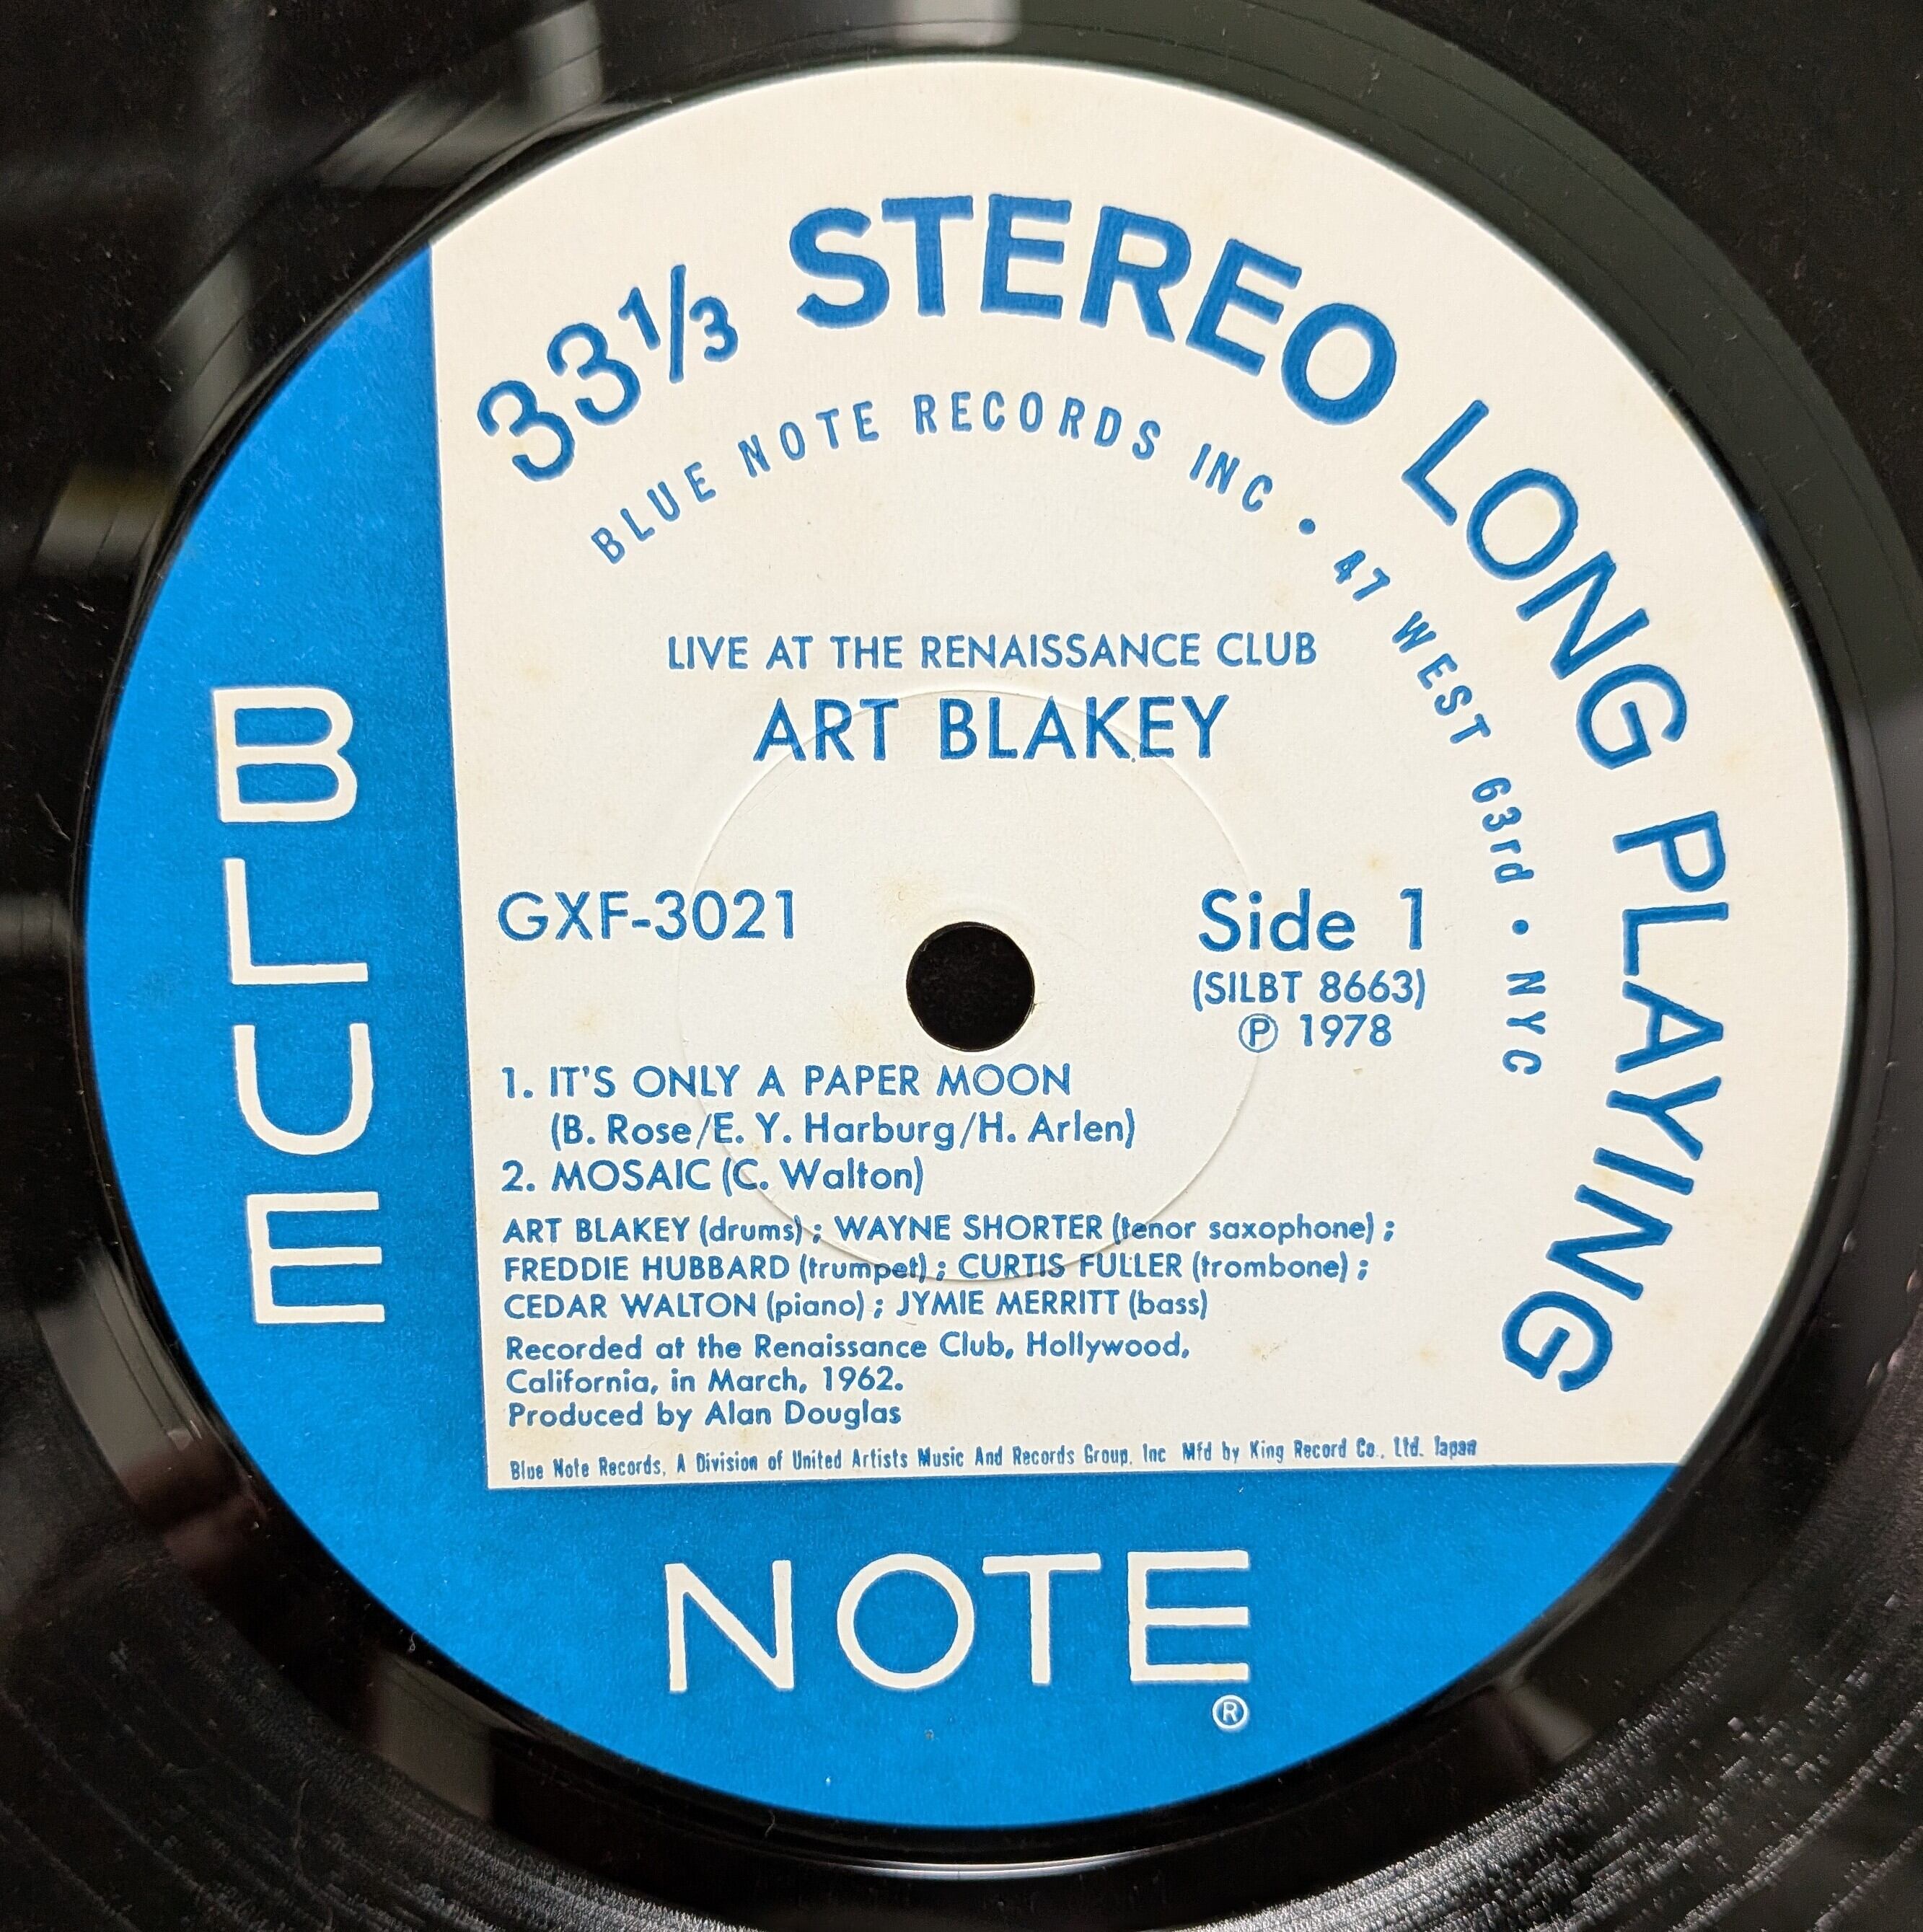 33⅓ STEREO LONG PLAYING
BLUE NOTE RECORDS INC • 47 WEST 63rd • NYC
LIVE AT THE RENAISSANCE CLUB
ART BLAKEY
GXF-3021
Side 1
(SILBT 8663)
Ⓟ 1978
1. IT'S ONLY A PAPER MOON
(B. Rose/E. Y. Harburg/H. Arlen)
2. MOSAIC (C. Walton)
ART BLAKEY (drums) ; WAYNE SHORTER (tenor saxophone) ;
FREDDIE HUBBARD (trumpet) ; CURTIS FULLER (trombone) ;
CEDAR WALTON (piano) ; JYMIE MERRITT (bass)
Recorded at the Renaissance Club, Hollywood,
California, in March, 1962.
Produced by Alan Douglas
Blue Note Records, A Division of United Artists Music And Records Group, Inc Mfd by King Record Co., Ltd. Japan
BLUE
NOTE
®